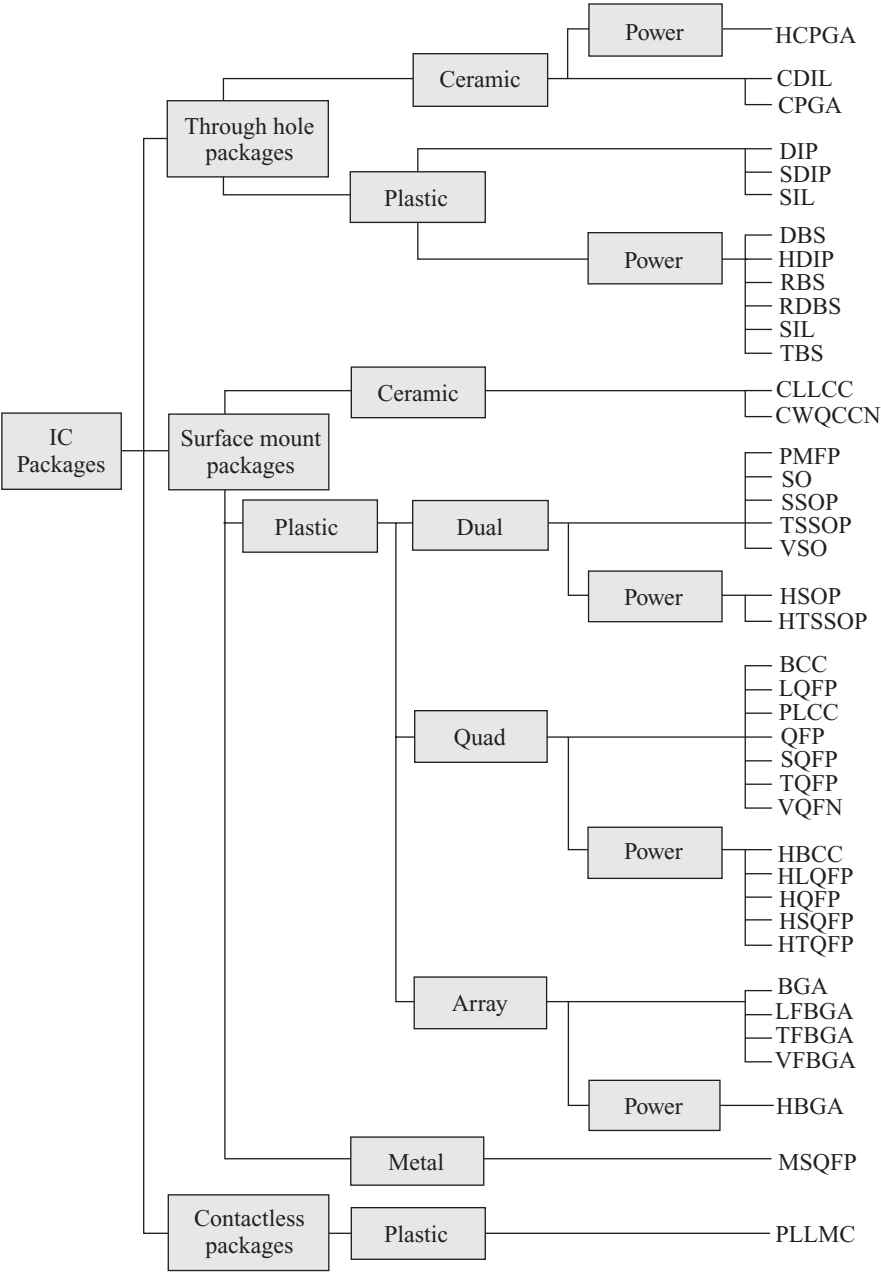 Power
HCPGA
Ceramic
CDIL
CPGA
Through hole
packages
DIP
SDIP
SIL
Plastic
DBS
HDIP
Power
RBS
RDBS
SIL
TBS
Ceramic
CLLCC
CWQCCN
IC
Packages
Surface mount
packages
PMFP
SO
SSOP
Plastic
Dual
TSSOP
VSO
Power
HSOP
HTSSOP
BCC
LQFP
PLCC
Quad
QFP
SQFP
TQFP
VQFN
Power
HBCC
HLQFP
HQFP
HSQFP
HTQFP
BGA
Array
LFBGA
TFBGA
VFBGA
Power
HBGA
Metal
MSQFP
Contactless
packages
Plastic
PLLMC